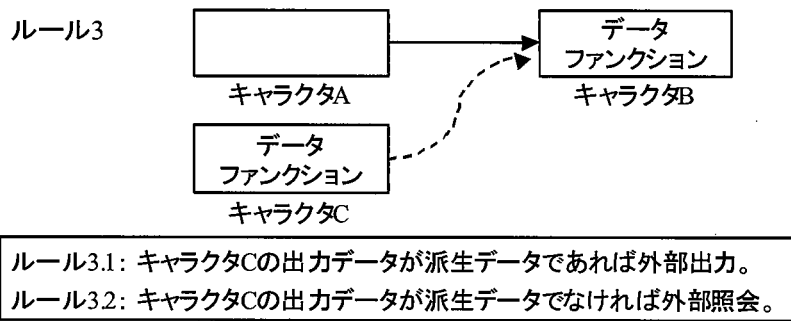 ルール3
データ
ファンクション
キャラクタA
キャラクタB
データ
ファンクション
キャラクタC
ルール3.1: キャラクタCの出力データが派生データであれば外部出力。
ルール3.2: キャラクタCの出力データが派生データでなければ外部照会。